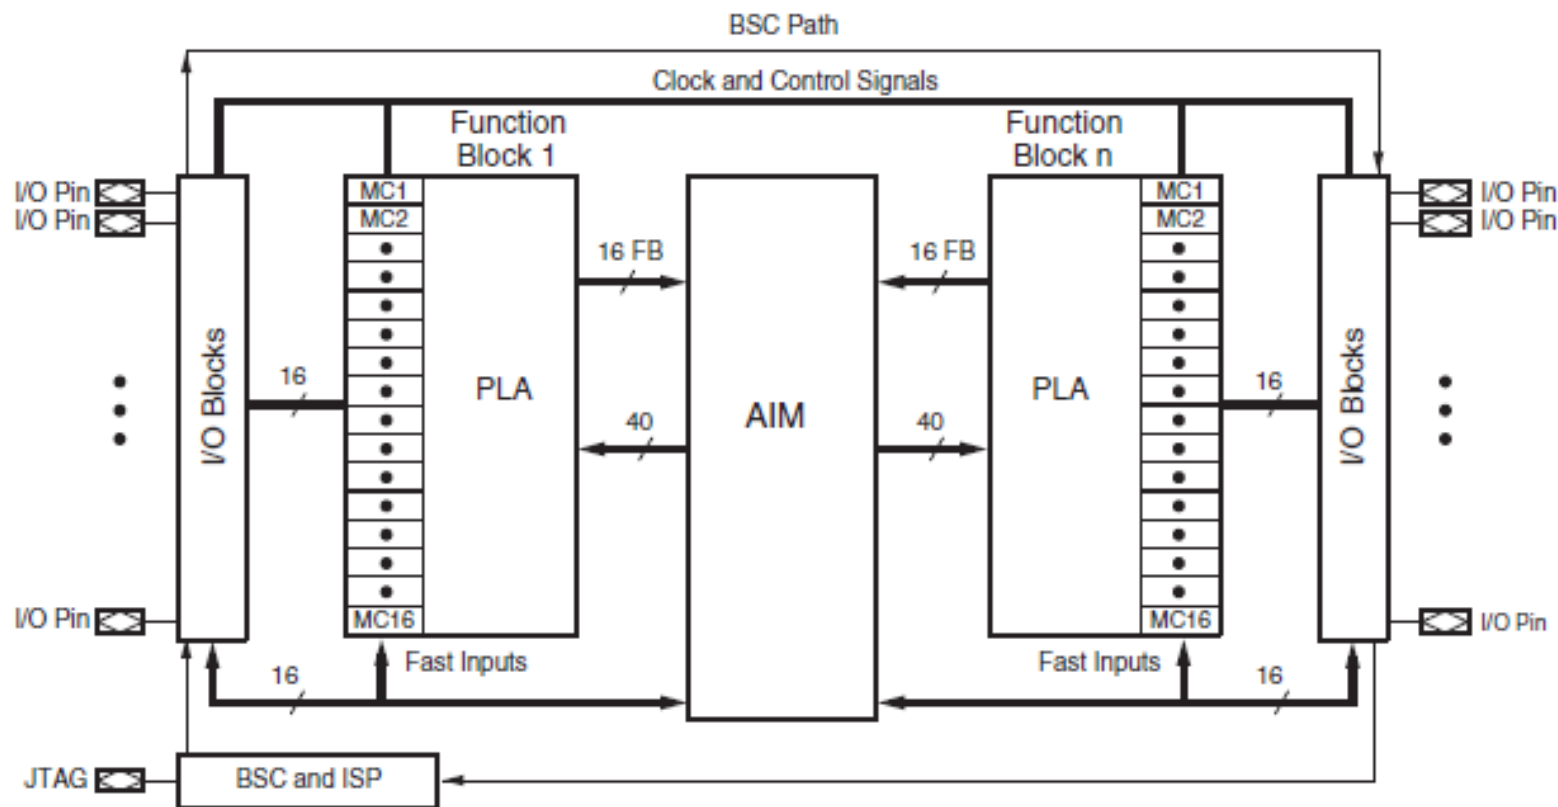 BSC Path
Clock and Control Signals
Function
Block 1
Function
Block n
I/O Pin
I/O Pin
I/O Pin
I/O Blocks
16
MC1
MC2
MC16
PLA
16 FB
40
AIM
16 FB
40
PLA
MC1
MC2
MC16
16
I/O Blocks
I/O Pin
I/O Pin
I/O Pin
Fast Inputs
16
Fast Inputs
16
JTAG
BSC and ISP